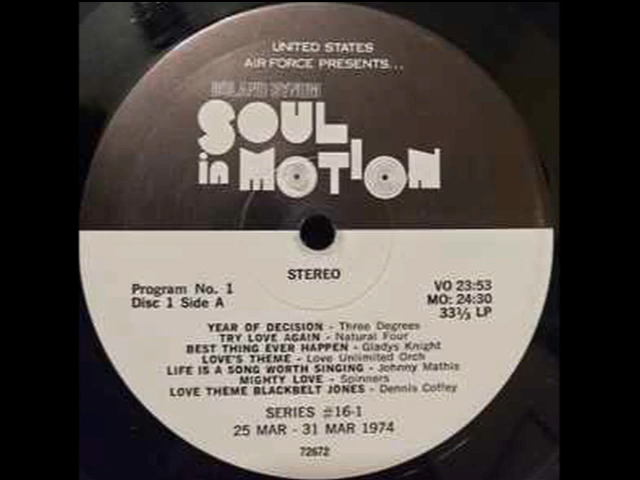 UNITED STATES
AIR FORCE PRESENTS...
ROLAND BYNUM
SOUL
in MOTION
STEREO
Program No. 1
Disc 1 Side A
VO 23:53
MO: 24:30
33⅓ LP
YEAR OF DECISION - Three Degrees
TRY LOVE AGAIN - Natural Four
BEST THING EVER HAPPEN - Gladys Knight
LOVE'S THEME - Love Unlimited Orch
LIFE IS A SONG WORTH SINGING - Johnny Mathis
MIGHTY LOVE - Spinners
LOVE THEME BLACKBELT JONES - Dennis Coffey
SERIES #16-1
25 MAR - 31 MAR 1974
72672